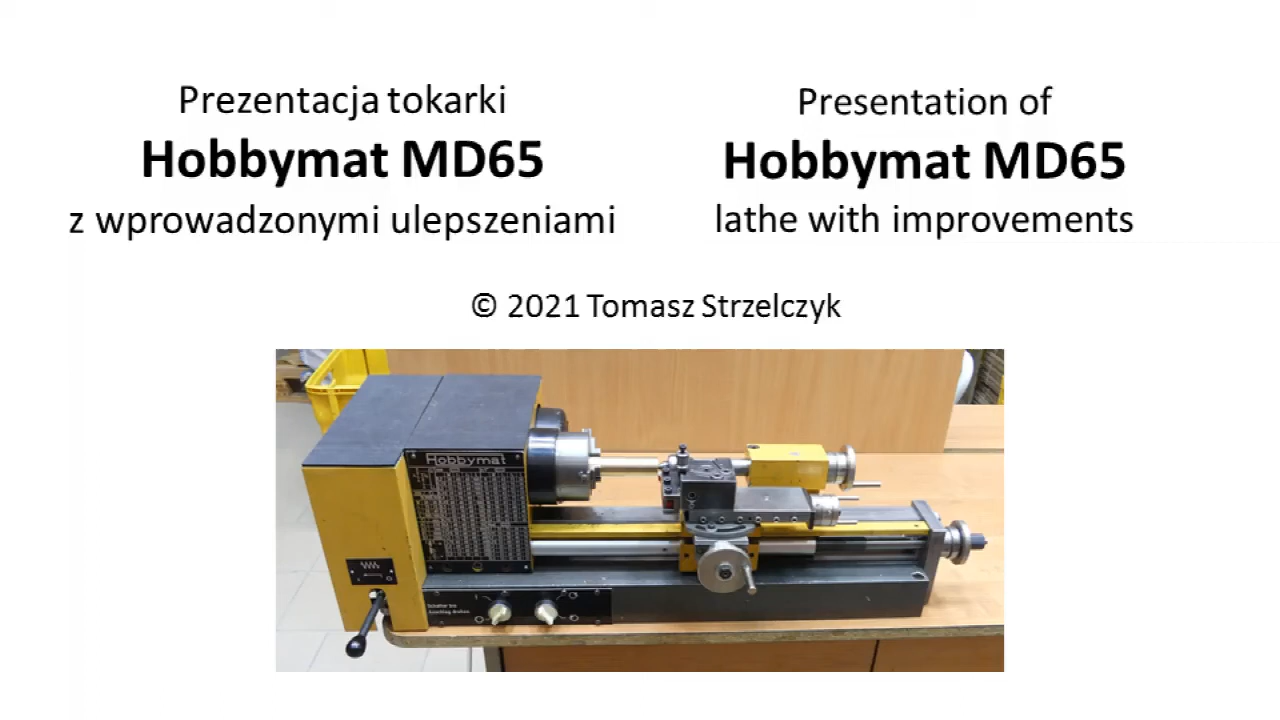 Prezentacja tokarki
Hobbymat MD65
z wprowadzonymi ulepszeniami
Presentation of
Hobbymat MD65
lathe with improvements
© 2021 Tomasz Strzelczyk
Hobbymat